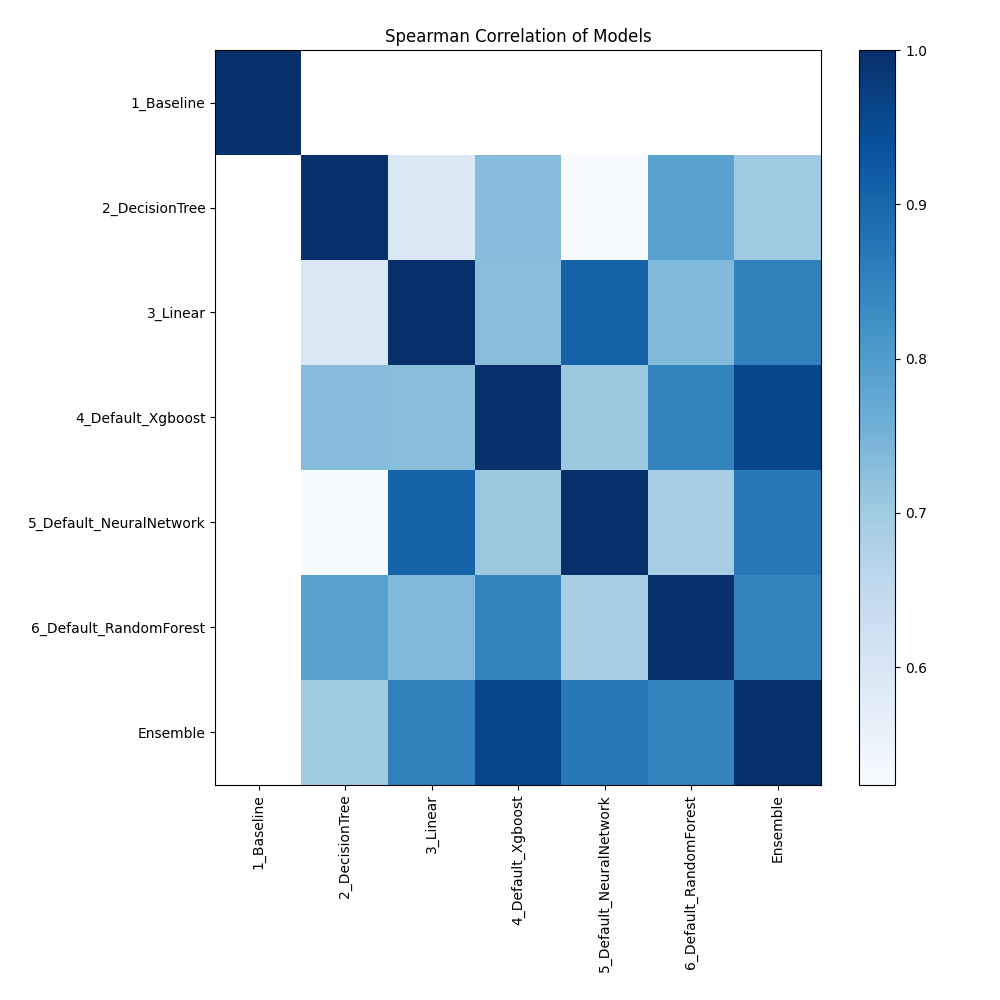 Spearman Correlation of Models
1_Baseline
2_DecisionTree
3_Linear
4_Default_Xgboost
5_Default_NeuralNetwork
6_Default_RandomForest
Ensemble
1_Baseline
2_DecisionTree
3_Linear
4_Default_Xgboost
5_Default_NeuralNetwork
6_Default_RandomForest
Ensemble
1.0
0.9
0.8
0.7
0.6